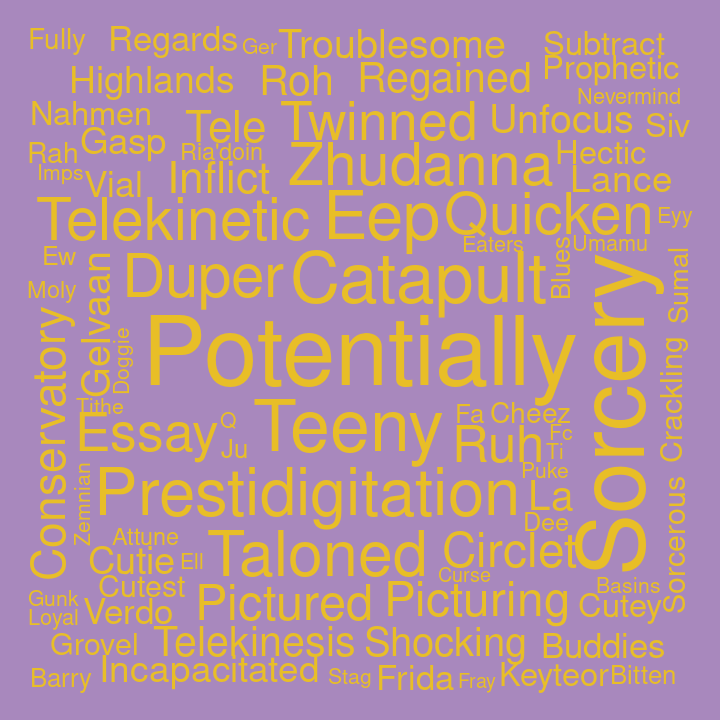 Fully Regards Ger Troublesome Subtract
Highlands Roh Regained Prophetic
Nevermind
Nahmen Tele Twinned Unfocus Siv
Rah Gasp Ria'doin Zhudanna Hectic
Imps Vial Inflict Lance
Telekinetic Eep Quicken Eyy
Ew Eaters Blues Umamu Sumal
Moly Gelvaan Duper Catapult
Conservatory Doggie Potentially Sorcery Crackling
Tithe Essay Q Teeny Fa Cheez
Ju Ruh Fc
Ti
Zemnian Prestidigitation Puke
La
Dee
Attune Taloned Circlet Sorcerous
Cutie Ell
Cutest Curse Basins
Gunk Verdo Pictured Picturing Cutey
Loyal
Grovel Telekinesis Shocking Buddies
Barry Incapacitated Stag Frida Fray Keyteor Bitten